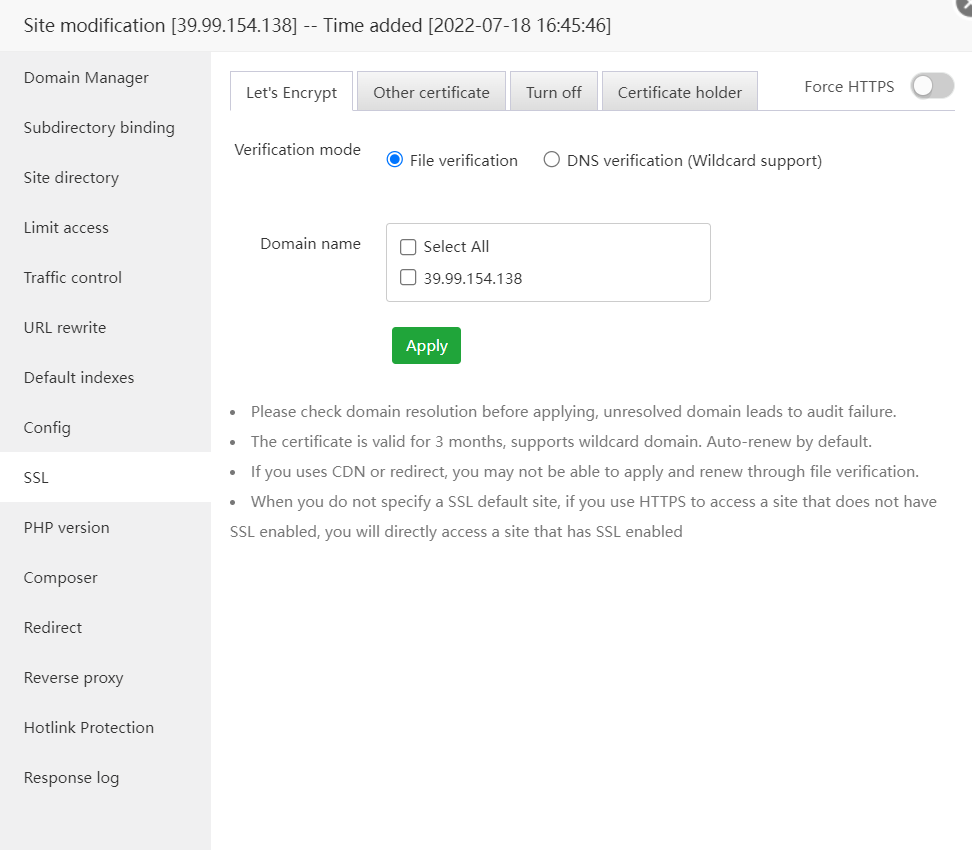 Site modification [39.99.154.138] -- Time added [2022-07-18 16:45:46]
Domain Manager
Subdirectory binding
Site directory
Limit access
Traffic control
URL rewrite
Default indexes
Config
SSL
PHP version
Composer
Redirect
Reverse proxy
Hotlink Protection
Response log
Let's Encrypt
Other certificate
Turn off
Certificate holder
Force HTTPS
Verification mode
File verification
DNS verification (Wildcard support)
Domain name
Select All
39.99.154.138
Apply
• Please check domain resolution before applying, unresolved domain leads to audit failure.
• The certificate is valid for 3 months, supports wildcard domain. Auto-renew by default.
• If you uses CDN or redirect, you may not be able to apply and renew through file verification.
• When you do not specify a SSL default site, if you use HTTPS to access a site that does not have
SSL enabled, you will directly access a site that has SSL enabled